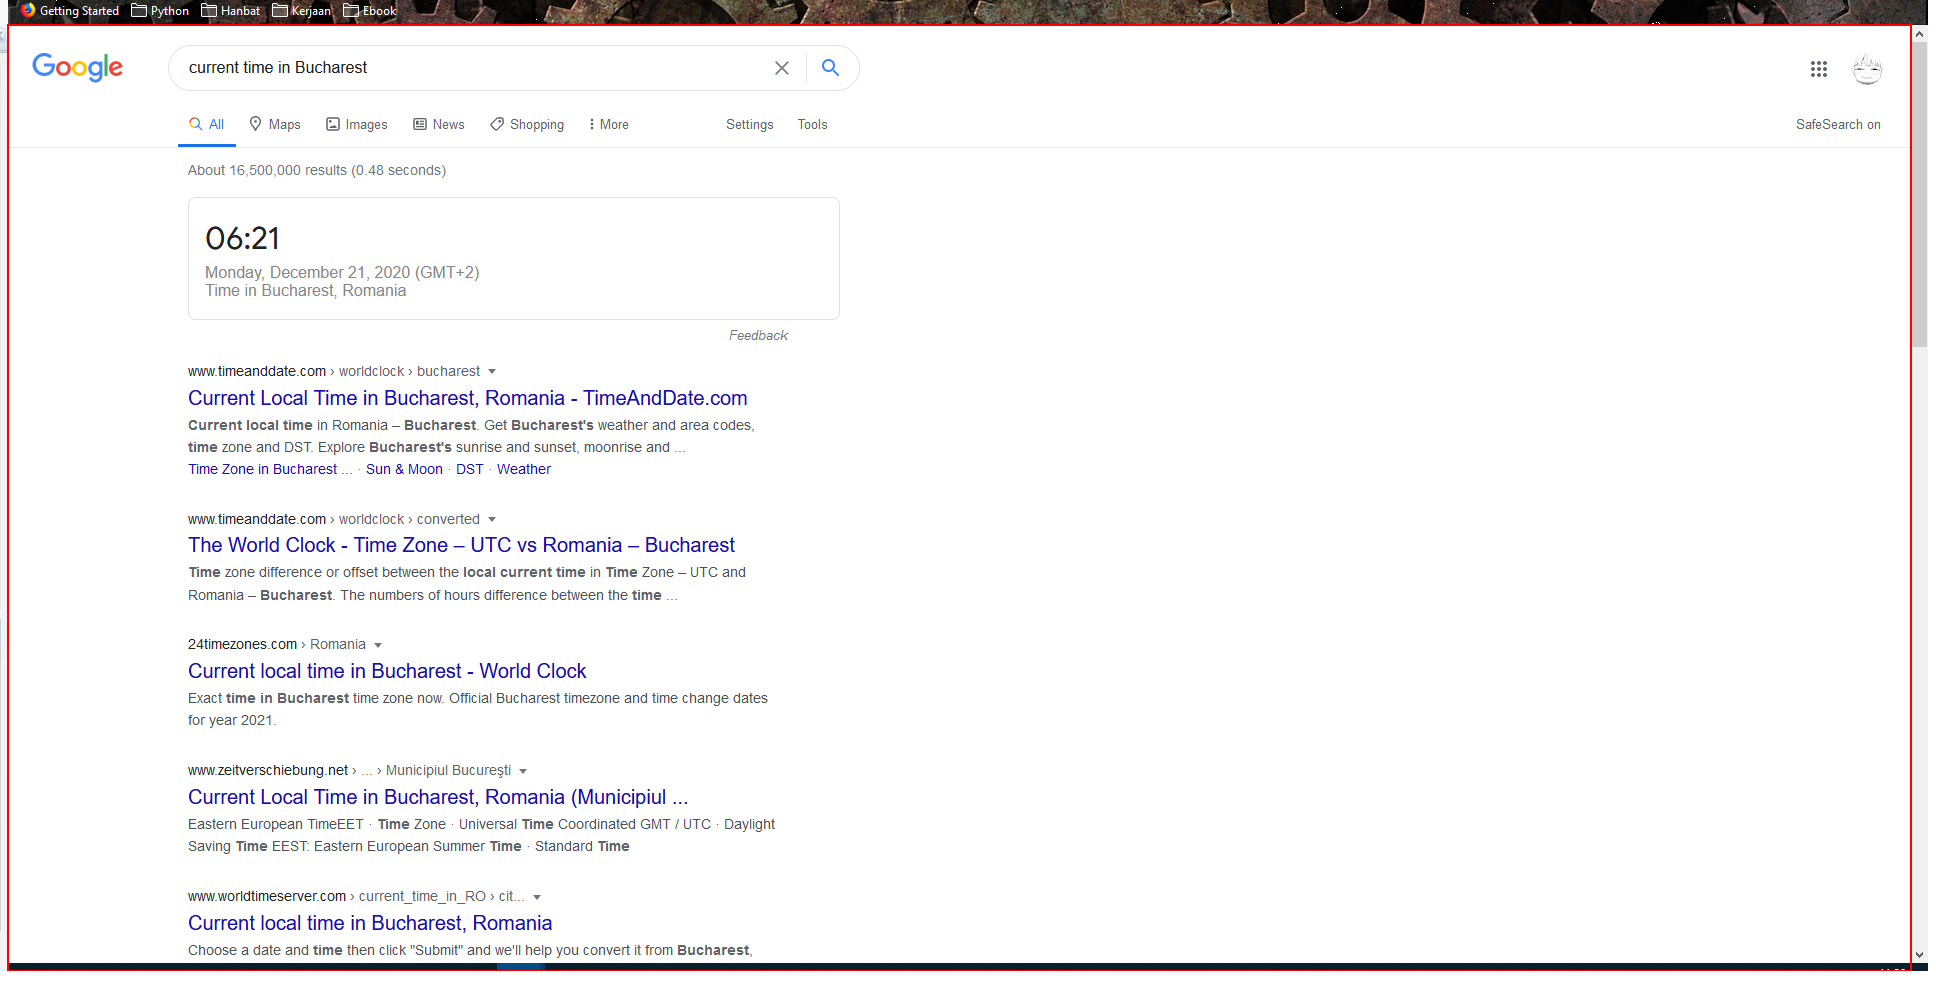 Getting Started Python Hanbat Kerjaan Ebook
Google current time in Bucharest
All Maps Images News Shopping More Settings Tools SafeSearch on
About 16,500,000 results (0.48 seconds)
06:21
Monday, December 21, 2020 (GMT+2)
Time in Bucharest, Romania
Feedback
www.timeanddate.com › worldclock › bucharest
Current Local Time in Bucharest, Romania - TimeAndDate.com
Current local time in Romania – Bucharest. Get Bucharest's weather and area codes,
time zone and DST. Explore Bucharest's sunrise and sunset, moonrise and ...
Time Zone in Bucharest ... · Sun & Moon · DST · Weather
www.timeanddate.com › worldclock › converted
The World Clock - Time Zone – UTC vs Romania – Bucharest
Time zone difference or offset between the local current time in Time Zone – UTC and
Romania – Bucharest. The numbers of hours difference between the time ...
24timezones.com › Romania
Current local time in Bucharest - World Clock
Exact time in Bucharest time zone now. Official Bucharest timezone and time change dates
for year 2021.
www.zeitverschiebung.net › ... › Municipiul Bucureşti
Current Local Time in Bucharest, Romania (Municipiul ...
Eastern European TimeEET · Time Zone · Universal Time Coordinated GMT / UTC · Daylight
Saving Time EEST: Eastern European Summer Time · Standard Time
www.worldtimeserver.com › current_time_in_RO › cit...
Current local time in Bucharest, Romania
Choose a date and time then click "Submit" and we'll help you convert it from Bucharest,